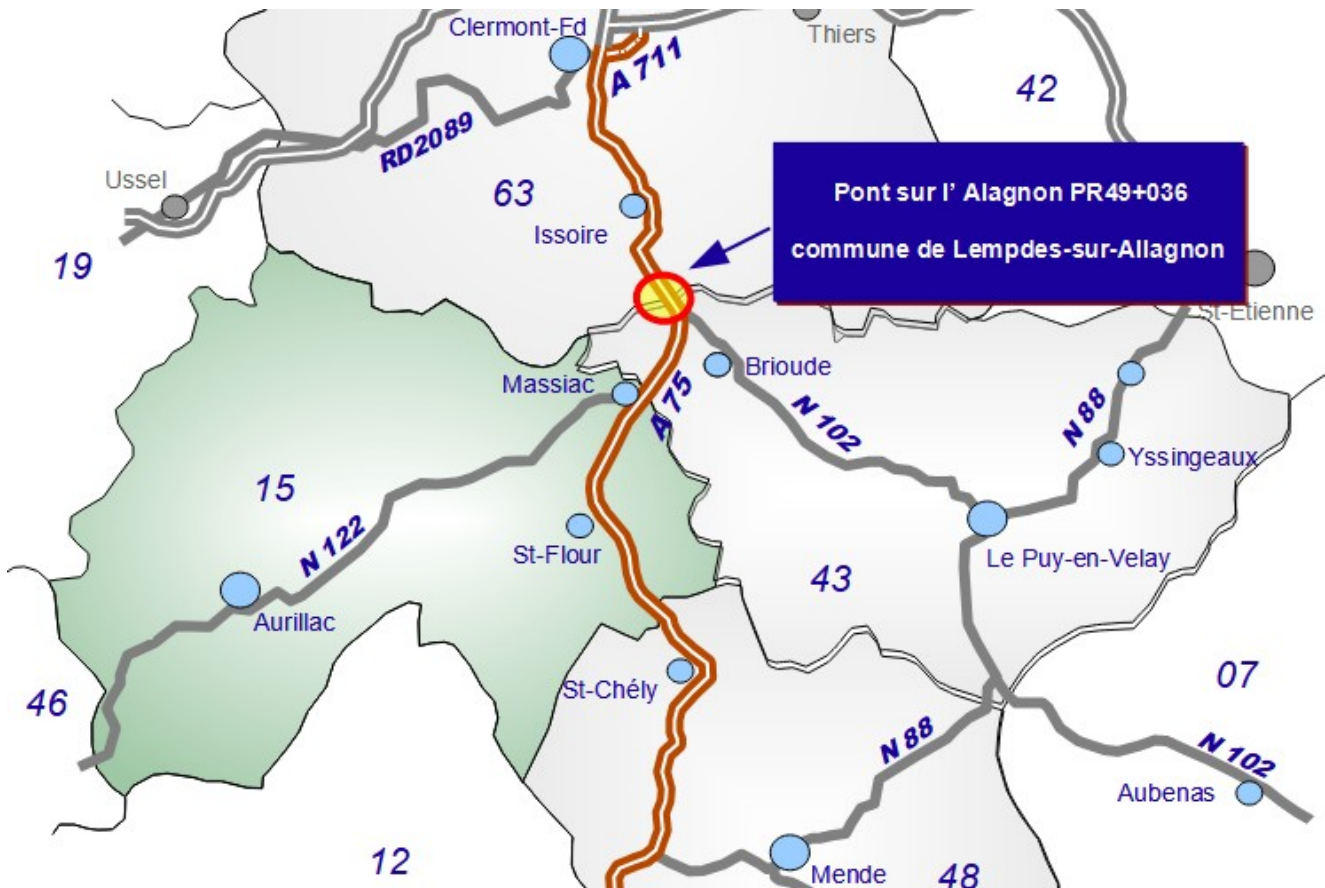 Clermont-Fd
Thiers
A 711
42
RD2089
Ussel
63
Pont sur l' Alagnon PR49+036
commune de Lempdes-sur-Allagnon
Issoire
19
St-Etienne
Massiac
A 75
Brioude
N 102
N 88
Yssingeaux
15
N 122
St-Flour
Le Puy-en-Velay
43
Aurillac
St-Chély
46
07
N 88
N 102
Aubenas
12
Mende
48